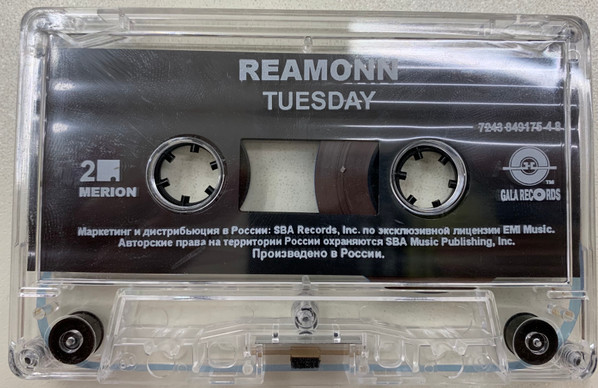 REAMONN
TUESDAY
7243 849175 4 8
2
MERION
GALA RECORDS
TM
Маркетинг и дистрибьюция в России: SBA Records, Inc. по эксклюзивной лицензии EMI Music.
Авторские права на территории России охраняются SBA Music Publishing, Inc.
Произведено в России.